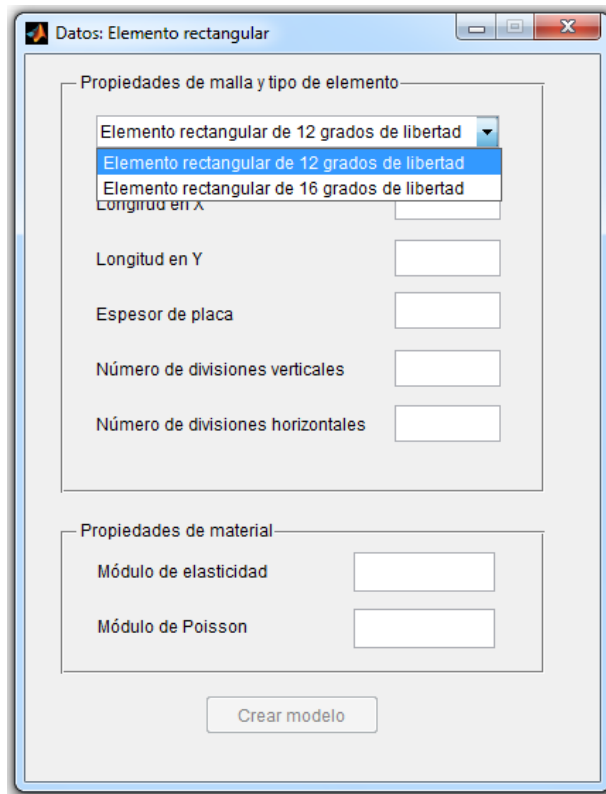 Datos: Elemento rectangular
Propiedades de malla y tipo de elemento
Elemento rectangular de 12 grados de libertad
Elemento rectangular de 12 grados de libertad
Elemento rectangular de 16 grados de libertad
Longirud en X
Longitud en Y
Espesor de placa
Número de divisiones verticales
Número de divisiones horizontales
Propiedades de material
Módulo de elasticidad
Módulo de Poisson
Crear modelo